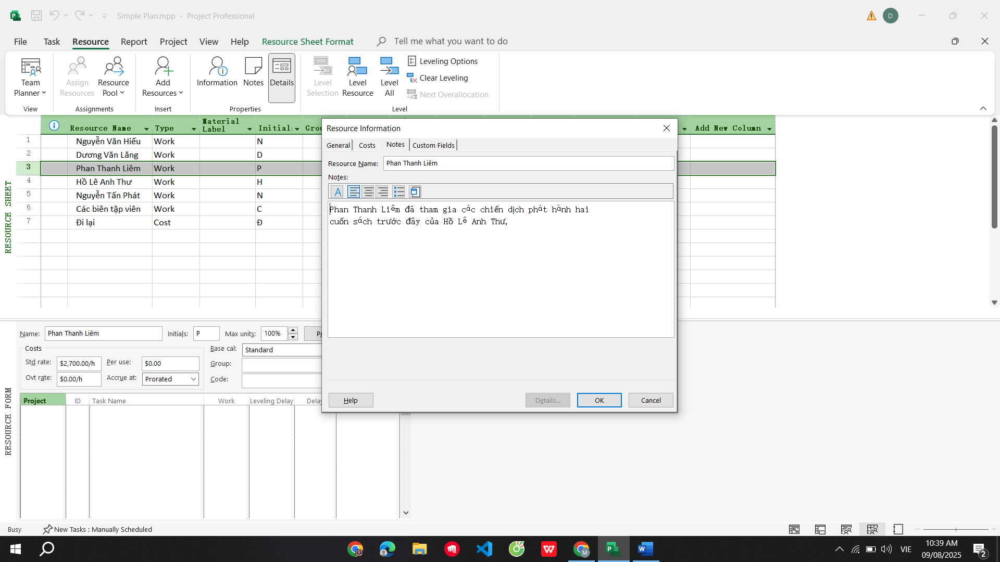 Simple Plan.mpp - Project Professional
D
File Task Resource Report Project View Help Resource Sheet Format Tell me what you want to do
Team Planner
View
Assign Resources
Resource Pool
Assignments
Add Resources
Insert
Information
Notes
Details
Properties
Level Selection
Level Resource
Level All
Leveling Options
Clear Leveling
Next Overallocation
Level
Resource Name Type Material Label Initials Add New Column
RESOURCE SHEET
1 Nguyễn Văn Hiếu Work N
2 Dương Văn Lăng Work D
3 Phan Thanh Liêm Work P
4 Hồ Lê Anh Thư Work H
5 Nguyễn Tấn Phát Work N
6 Các biên tập viên Work C
7 Đi lại Cost Đ
Resource Information
General Costs Notes Custom Fields
Resource Name: Phan Thanh Liêm
Notes:
Phan Thanh Liêm đã tham gia các chiến dịch phát hành hai
cuốn sách trước đây của Hồ Lê Anh Thư,
Help Details... OK Cancel
RESOURCE FORM
Name: Phan Thanh Liêm Initials: P Max units: 100%
Costs
Std rate: $2,700.00/h Per use: $0.00
Ovt rate: $0.00/h Accrue at: Prorated
Base cal: Standard
Group:
Code:
Project ID Task Name Work Leveling Delay
Busy New Tasks : Manually Scheduled
VIE
10:39 AM
09/08/2025
2